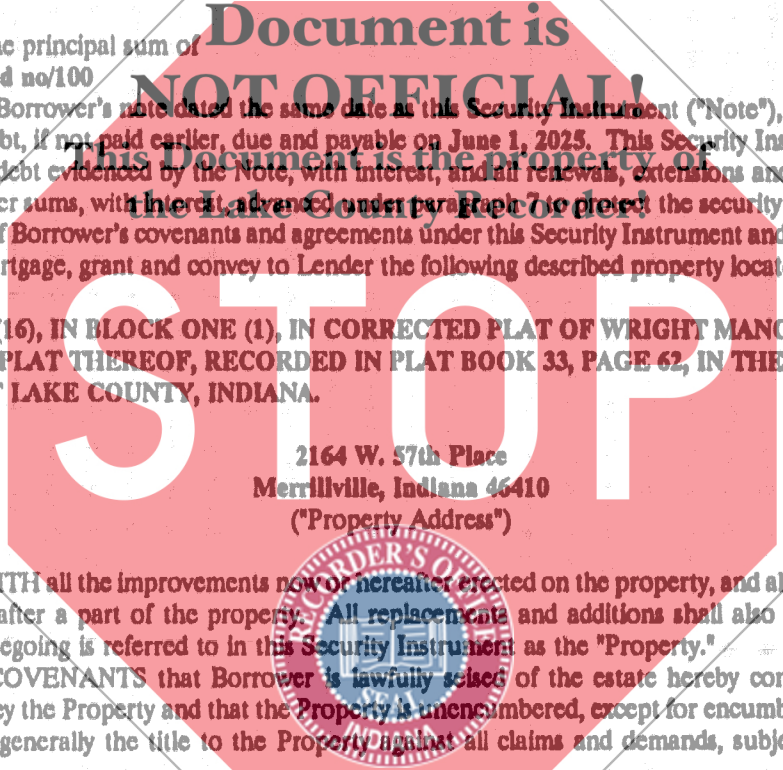 Document is
NOT OFFICIAL!
This Document is the property of
the Lake County Recorder!
STOP
e principal sum of
d no/100
Borrower's note dated the same date as this Security Instrument ("Note"),
bt, if not paid earlier, due and payable on June 1, 2025. This Security Ins
debt evidenced by the Note, with interest, and all renewals, extensions and
er sums, with interest, advanced under paragraph 7 to protect the security
f Borrower's covenants and agreements under this Security Instrument and
rtgage, grant and convey to Lender the following described property locat
(16), IN BLOCK ONE (1), IN CORRECTED PLAT OF WRIGHT MANO
PLAT THEREOF, RECORDED IN PLAT BOOK 33, PAGE 62, IN THE
LAKE COUNTY, INDIANA.
2164 W. 57th Place
Merrillville, Indiana 46410
("Property Address")
ITH all the improvements now or hereafter erected on the property, and al
after a part of the property. All replacements and additions shall also
egoing is referred to in this Security Instrument as the "Property."
COVENANTS that Borrower is lawfully seised of the estate hereby con
ey the Property and that the Property is unencumbered, except for encumb
generally the title to the Property against all claims and demands, subje
RECORDER'S OFFICE
SEAL
INDIANA